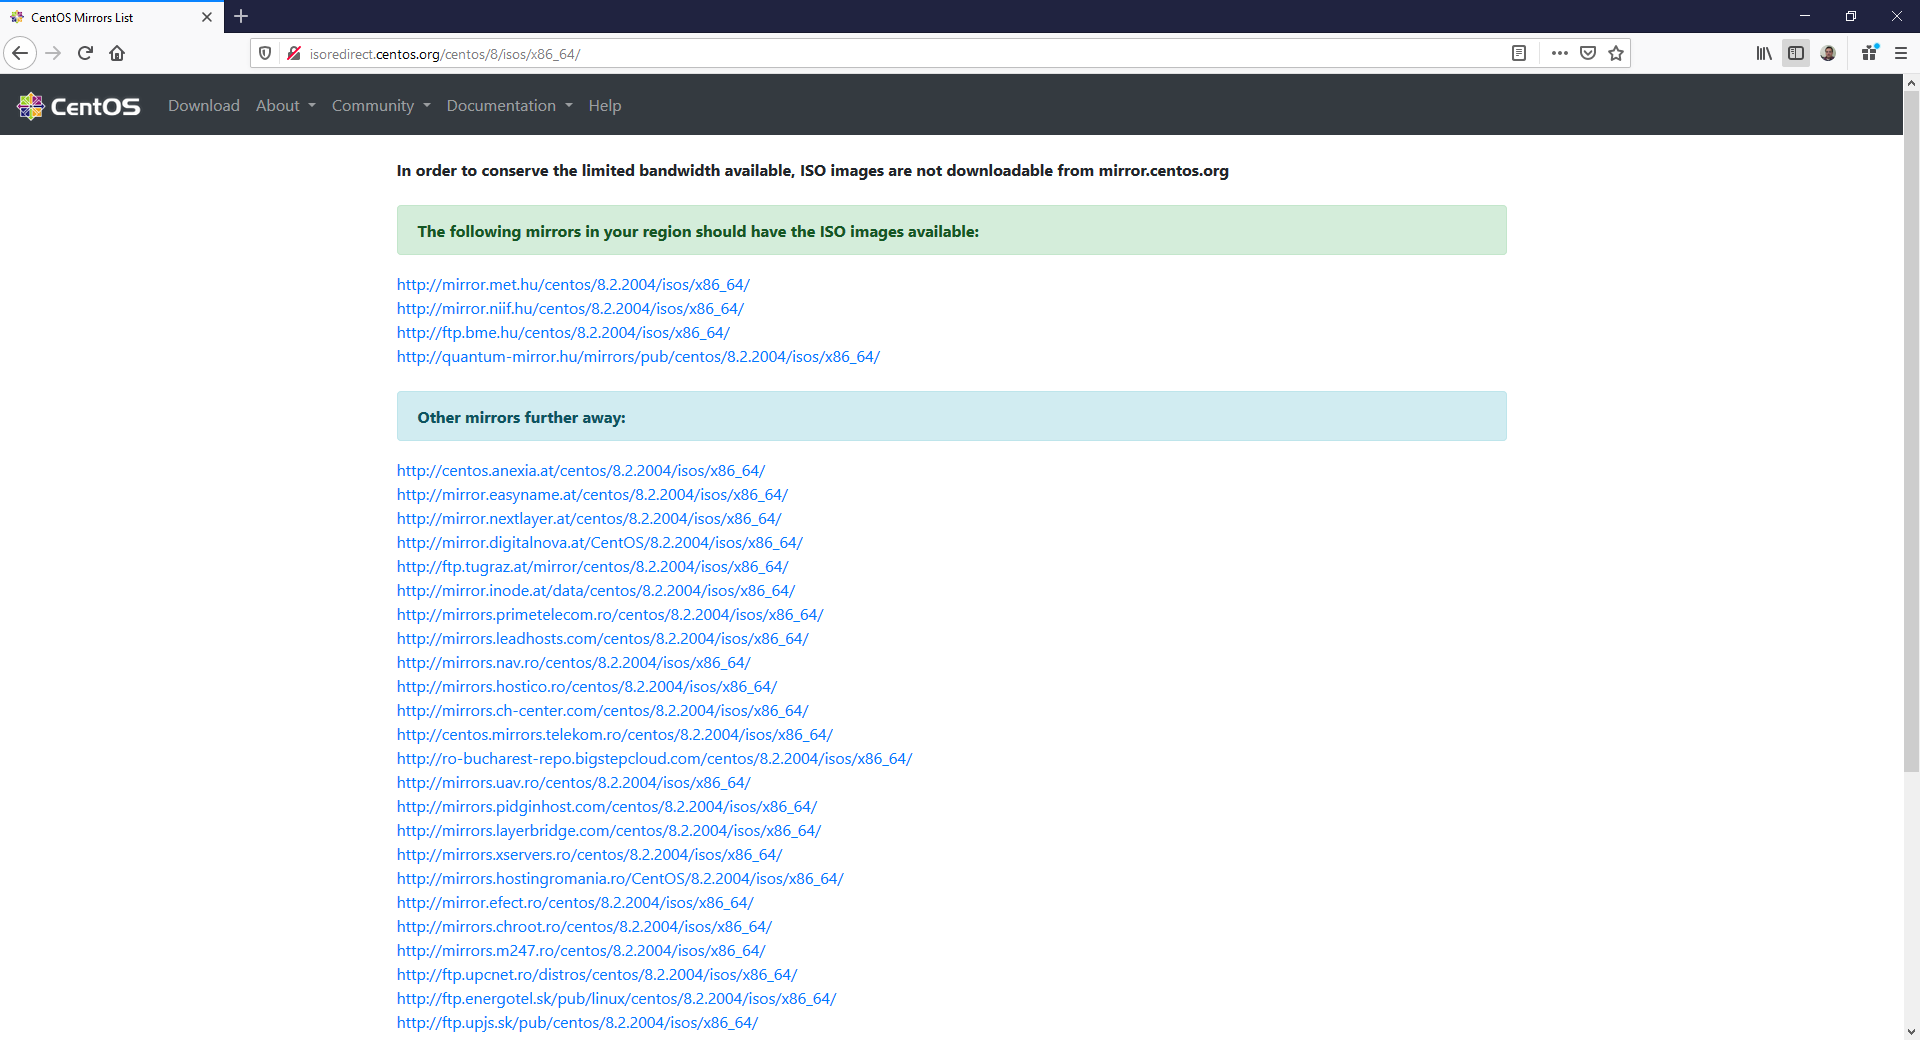 CentOS Mirrors List
isoredirect.centos.org/centos/8/isos/x86_64/
CentOS Download About Community Documentation Help
In order to conserve the limited bandwidth available, ISO images are not downloadable from mirror.centos.org
The following mirrors in your region should have the ISO images available:
http://mirror.met.hu/centos/8.2.2004/isos/x86_64/
http://mirror.niif.hu/centos/8.2.2004/isos/x86_64/
http://ftp.bme.hu/centos/8.2.2004/isos/x86_64/
http://quantum-mirror.hu/mirrors/pub/centos/8.2.2004/isos/x86_64/
Other mirrors further away:
http://centos.anexia.at/centos/8.2.2004/isos/x86_64/
http://mirror.easyname.at/centos/8.2.2004/isos/x86_64/
http://mirror.nextlayer.at/centos/8.2.2004/isos/x86_64/
http://mirror.digitalnova.at/CentOS/8.2.2004/isos/x86_64/
http://ftp.tugraz.at/mirror/centos/8.2.2004/isos/x86_64/
http://mirror.inode.at/data/centos/8.2.2004/isos/x86_64/
http://mirrors.primetelecom.ro/centos/8.2.2004/isos/x86_64/
http://mirrors.leadhosts.com/centos/8.2.2004/isos/x86_64/
http://mirrors.nav.ro/centos/8.2.2004/isos/x86_64/
http://mirrors.hostico.ro/centos/8.2.2004/isos/x86_64/
http://mirrors.ch-center.com/centos/8.2.2004/isos/x86_64/
http://centos.mirrors.telekom.ro/centos/8.2.2004/isos/x86_64/
http://ro-bucharest-repo.bigstepcloud.com/centos/8.2.2004/isos/x86_64/
http://mirrors.uav.ro/centos/8.2.2004/isos/x86_64/
http://mirrors.pidginhost.com/centos/8.2.2004/isos/x86_64/
http://mirrors.layerbridge.com/centos/8.2.2004/isos/x86_64/
http://mirrors.xservers.ro/centos/8.2.2004/isos/x86_64/
http://mirrors.hostingromania.ro/CentOS/8.2.2004/isos/x86_64/
http://mirror.efect.ro/centos/8.2.2004/isos/x86_64/
http://mirrors.chroot.ro/centos/8.2.2004/isos/x86_64/
http://mirrors.m247.ro/centos/8.2.2004/isos/x86_64/
http://ftp.upcnet.ro/distros/centos/8.2.2004/isos/x86_64/
http://ftp.energotel.sk/pub/linux/centos/8.2.2004/isos/x86_64/
http://ftp.upjs.sk/pub/centos/8.2.2004/isos/x86_64/